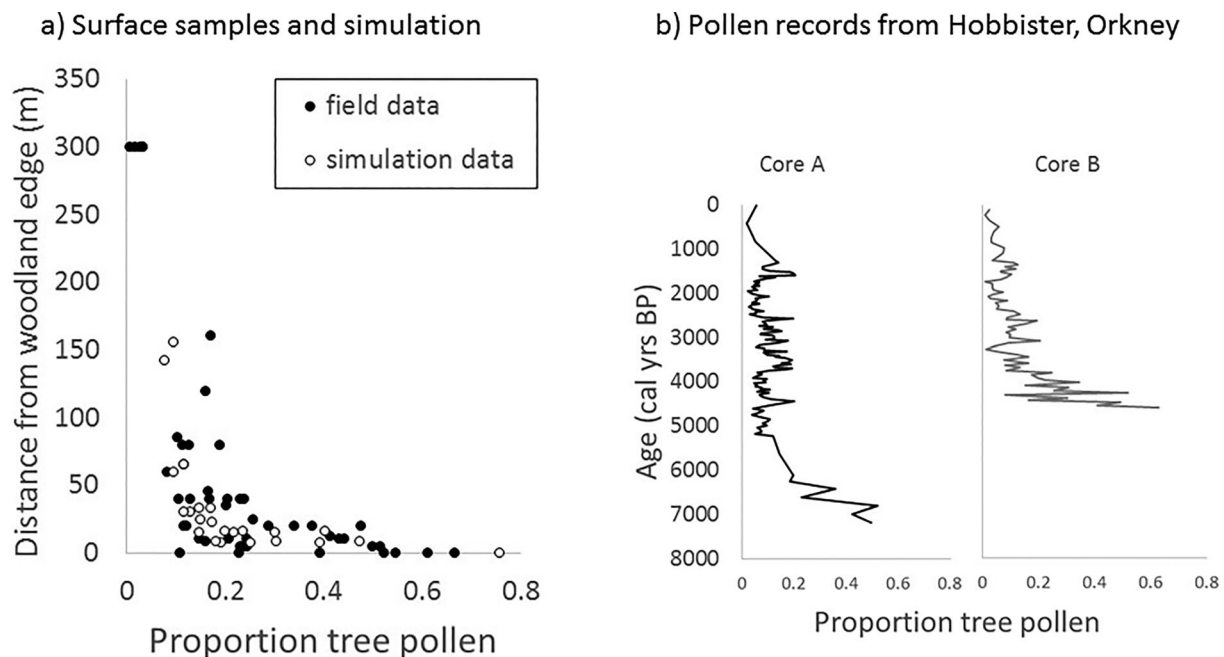 a) Surface samples and simulation
Distance from woodland edge (m)
350
300
250
200
150
100
50
0
field data
simulation data
0 0.2 0.4 0.6 0.8
Proportion tree pollen
b) Pollen records from Hobbister, Orkney
Core A
Core B
Age (cal yrs BP)
0
1000
2000
3000
4000
5000
6000
7000
8000
0 0.2 0.4 0.6 0.8
0 0.2 0.4 0.6 0.8
Proportion tree pollen